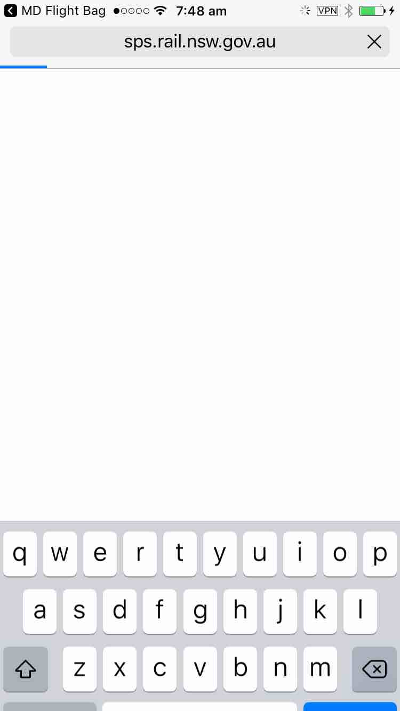 MD Flight Bag 7:48 am VPN
sps.rail.nsw.gov.au
q w e r t y u i o p
a s d f g h j k l
z x c v b n m